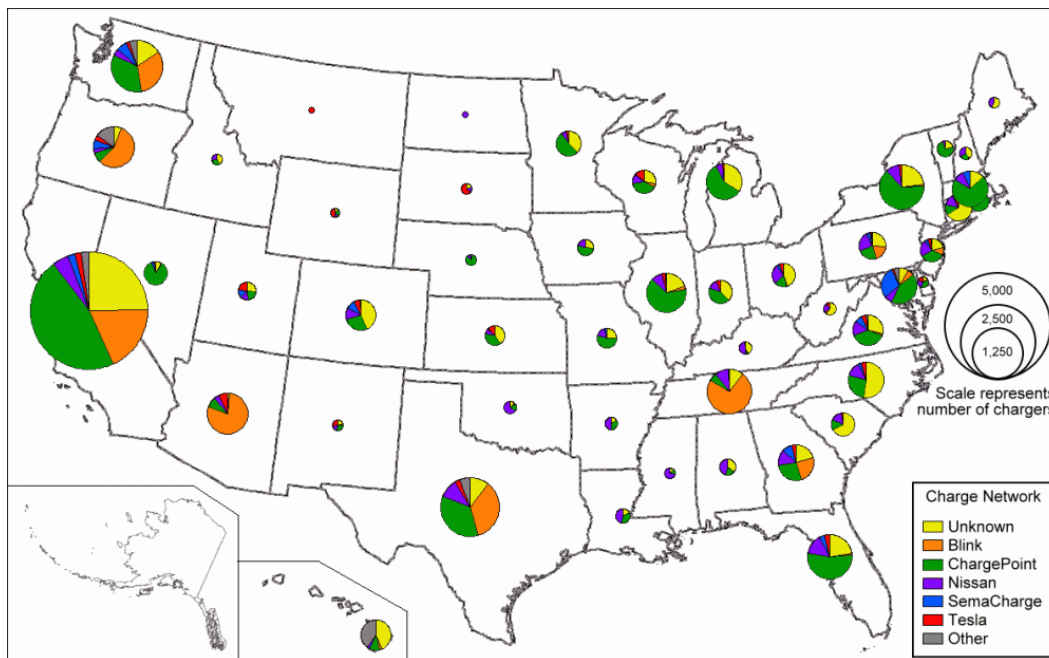 5,000
2,500
1,250
Scale represents
number of chargers
Charge Network
Unknown
Blink
ChargePoint
Nissan
SemaCharge
Tesla
Other